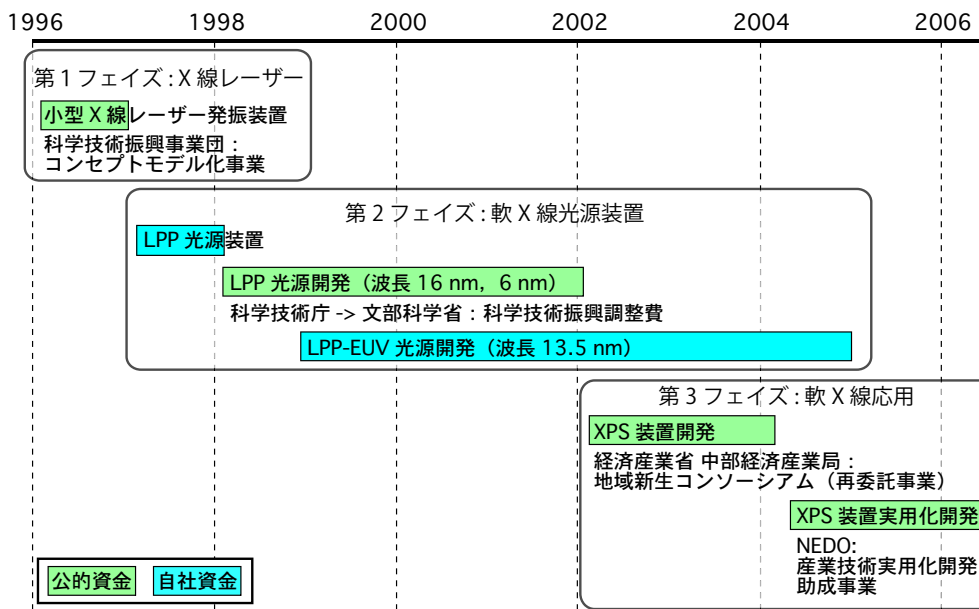 1996 1998 2000 2002 2004 2006
第1フェイズ：X線レーザー
小型X線レーザー発振装置
科学技術振興事業団：
コンセプトモデル化事業
第2フェイズ：軟X線光源装置
LPP 光源装置
LPP 光源開発（波長 16 nm，6 nm）
科学技術庁 -> 文部科学省：科学技術振興調整費
LPP-EUV 光源開発（波長 13.5 nm）
第3フェイズ：軟X線応用
XPS 装置開発
経済産業省 中部経済産業局：
地域新生コンソーシアム（再委託事業）
XPS 装置実用化開発
NEDO:
産業技術実用化開発
助成事業
公的資金 自社資金